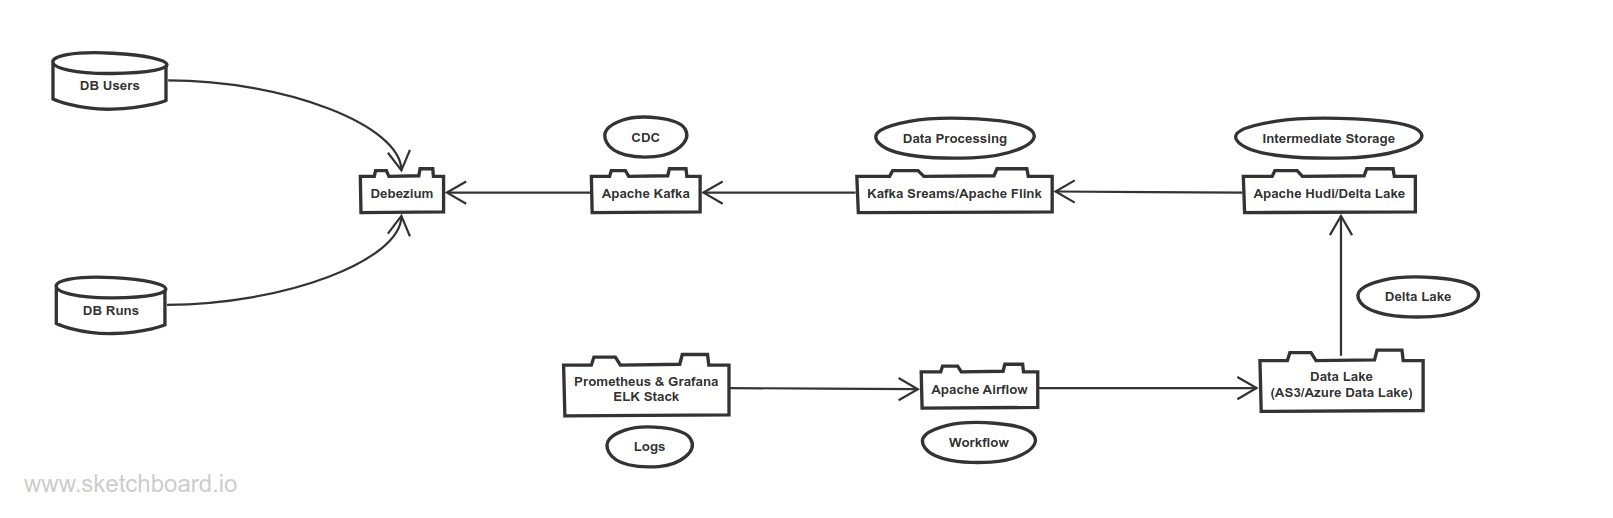 DB Users
CDC
Data Processing
Intermediate Storage
Debezium
Apache Kafka
Kafka Sreams/Apache Flink
Apache Hudi/Delta Lake
DB Runs
Delta Lake
Prometheus & Grafana
ELK Stack
Apache Airflow
Data Lake
(AS3/Azure Data Lake)
Logs
Workflow
www.sketchboard.io